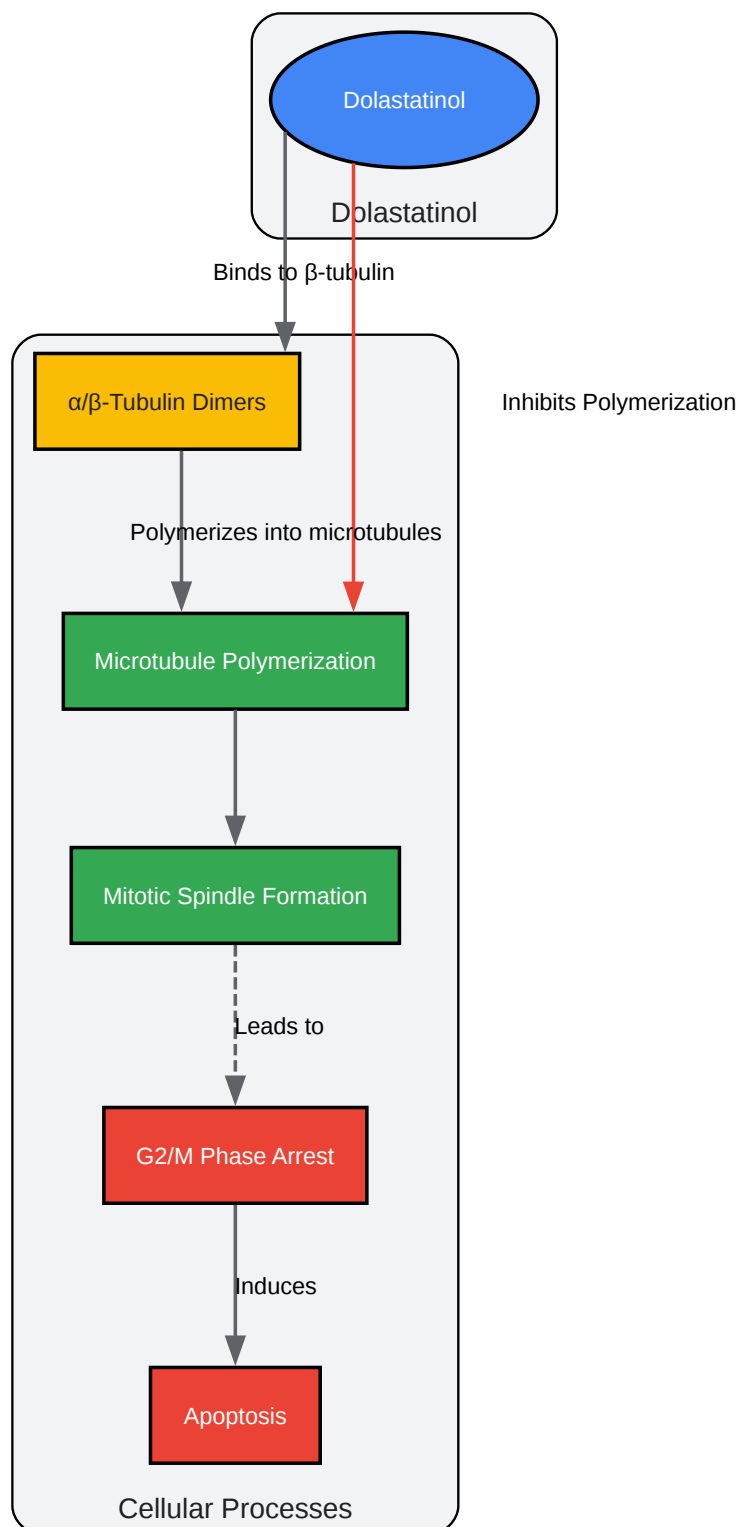 Dolastatinol
Dolastatinol
Binds to β-tubulin
α/β-Tubulin Dimers
Inhibits Polymerization
Polymerizes into microtubules
Microtubule Polymerization
Mitotic Spindle Formation
Leads to
G2/M Phase Arrest
Induces
Apoptosis
Cellular Processes